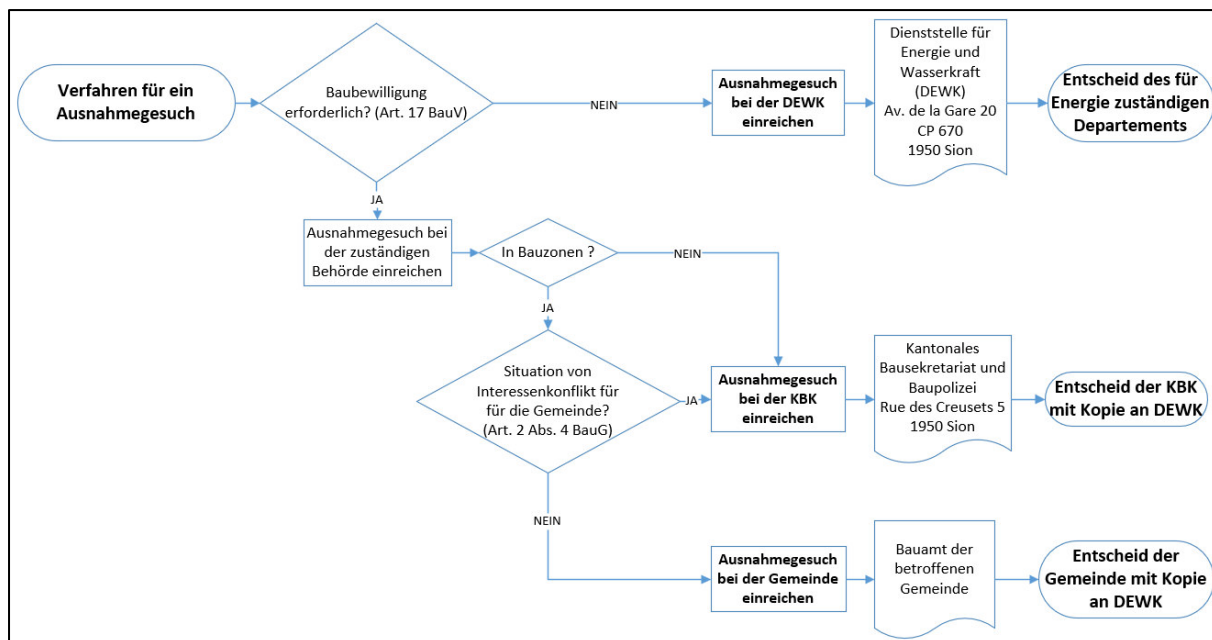 Verfahren für ein
Ausnahmegesuch
Baubewilligung
erforderlich? (Art. 17 BauV)
NEIN
Ausnahmegesuch
bei der DEWK
einreichen
Dienststelle für
Energie und
Wasserkraft
(DEWK)
Av. de la Gare 20
CP 670
1950 Sion
Entscheid des für
Energie zuständigen
Departements
JA
Ausnahmegesuch bei
der zuständigen
Behörde einreichen
In Bauzonen ?
NEIN
JA
Situation von
Interessenkonflikt für
für die Gemeinde?
(Art. 2 Abs. 4 BauG)
JA
Ausnahmegesuch
bei der KBK
einreichen
Kantonales
Bausekretariat und
Baupolizei
Rue des Creusets 5
1950 Sion
Entscheid der KBK
mit Kopie an DEWK
NEIN
Ausnahmegesuch
bei der Gemeinde
einreichen
Bauamt der
betroffenen
Gemeinde
Entscheid der
Gemeinde mit Kopie
an DEWK